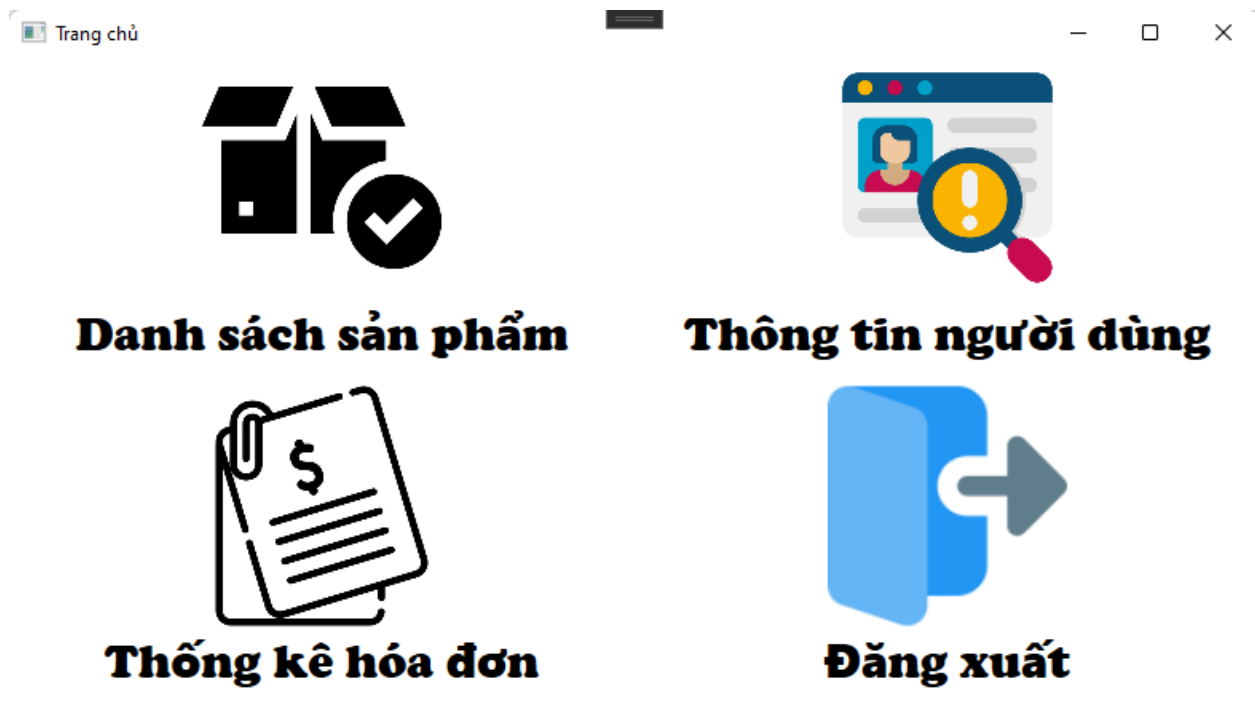 Trang chủ
Danh sách sản phẩm
Thông tin người dùng
$
Thống kê hóa đơn
Đăng xuất